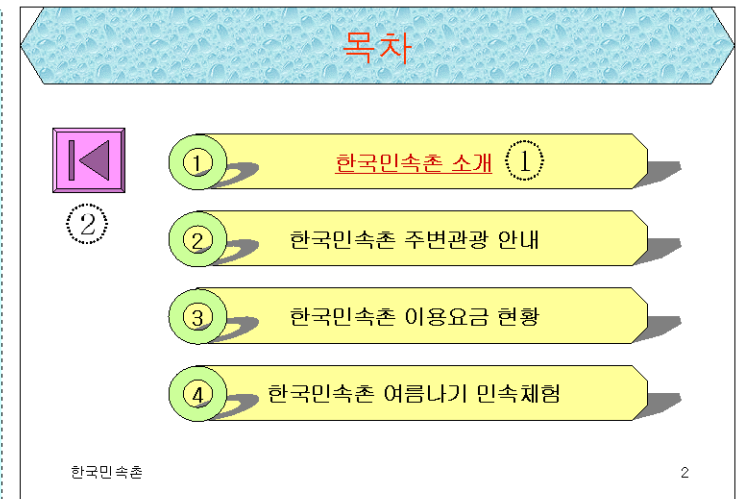 목차
1 한국민속촌 소개 1
2
2 한국민속촌 주변관광 안내
3 한국민속촌 이용요금 현황
4 한국민속촌 여름나기 민속체험
한국민속촌 2